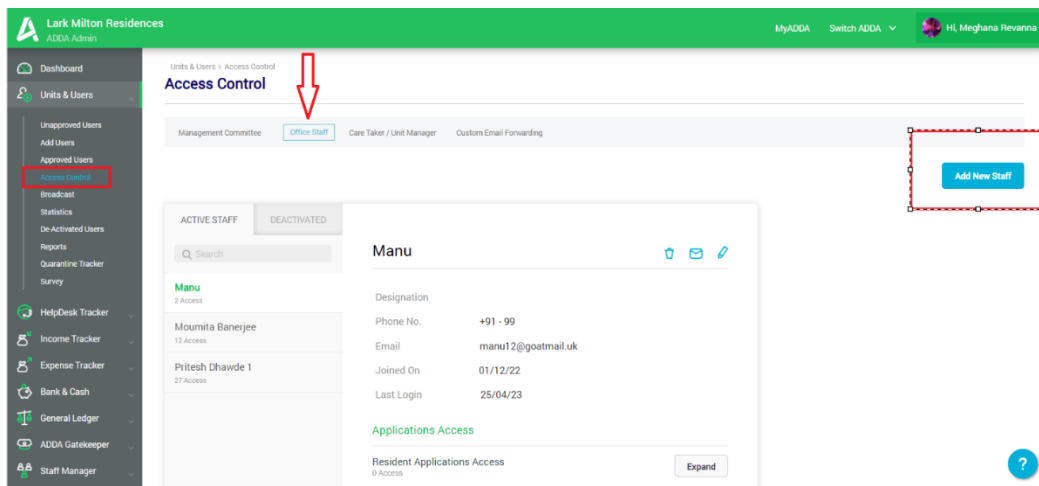 Lark Milton Residences
ADDA Admin
MyADDA
Switch ADDA
Hi, Meghana Revanna
Dashboard
Units & Users
Unapproved Users
Add Users
Approved Users
Access Control
Broadcast
Statistics
De-Activated Users
Reports
Quarantine Tracker
Survey
HelpDesk Tracker
Income Tracker
Expense Tracker
Bank & Cash
General Ledger
ADDA Gatekeeper
Staff Manager
Units & Users > Access Control
Access Control
Management Committee
Office Staff
Care Taker / Unit Manager
Custom Email Forwarding
Add New Staff
ACTIVE STAFF
DEACTIVATED
Search
Manu
2 Access
Moumita Banerjee
12 Access
Pritesh Dhawde 1
27 Access
Manu
Designation
Phone No. +91 - 99
Email manu12@goatmail.uk
Joined On 01/12/22
Last Login 25/04/23
Applications Access
Resident Applications Access
0 Access
Expand
?